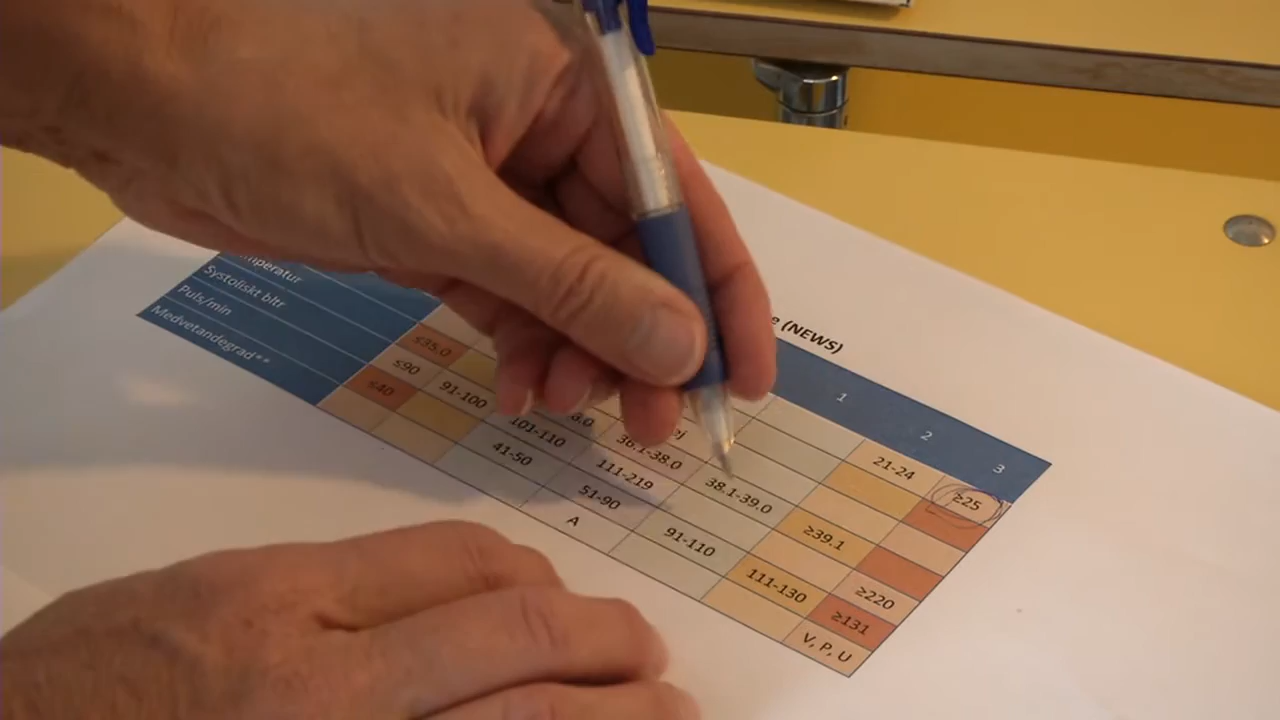 (NEWS)
1 2 3
21-24 ≥25
Temperatur ≤35.0 36.1-38.0 38.1-39.0 ≥39.1
Systoliskt bltr ≤90 91-100 101-110 111-219 ≥220
Puls/min ≤40 41-50 51-90 91-110 111-130 ≥131
Medvetandegrad** A V, P, U